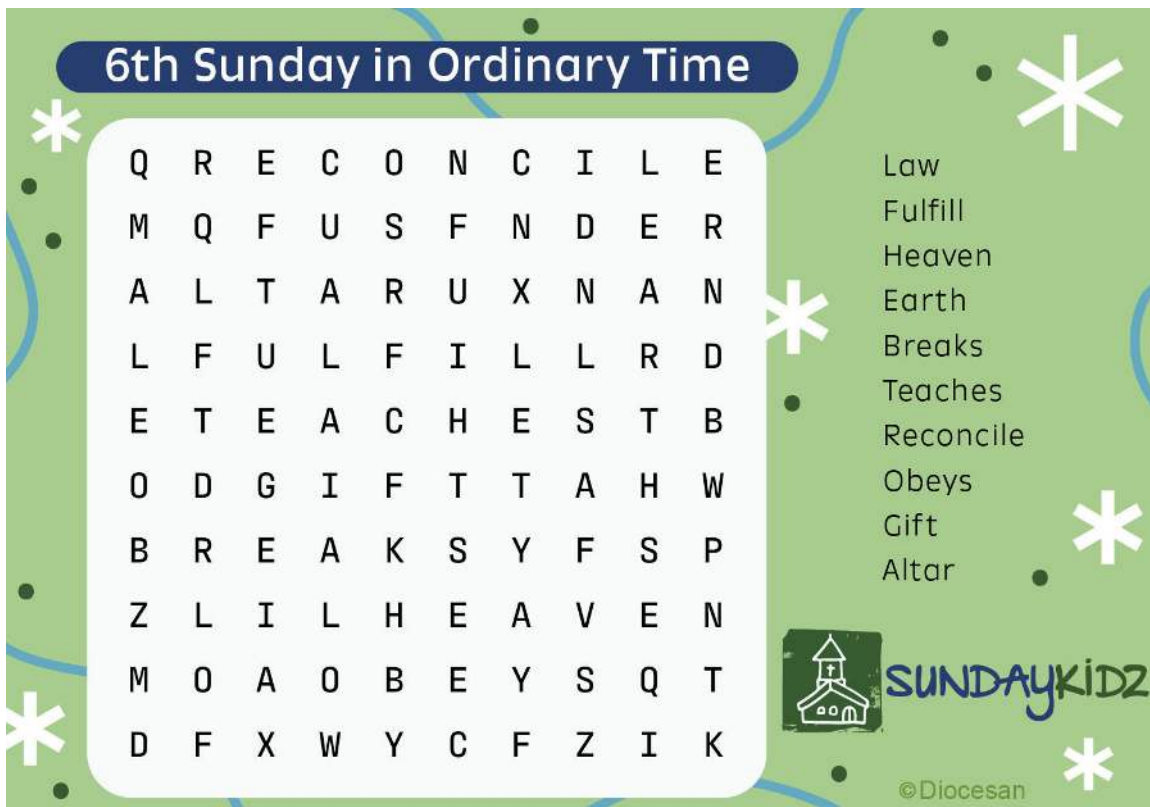 6th Sunday in Ordinary Time
Q R E C O N C I L E
M Q F U S F N D E R
A L T A R U X N A N
L F U L F I L L R D
E T E A C H E S T B
O D G I F T T A H W
B R E A K S Y F S P
Z L I L H E A V E N
M O A O B E Y S Q T
D F X W Y C F Z I K
Law
Fulfill
Heaven
Earth
Breaks
Teaches
Reconcile
Obeys
Gift
Altar
SUNDAYKiDZ
©Diocesan